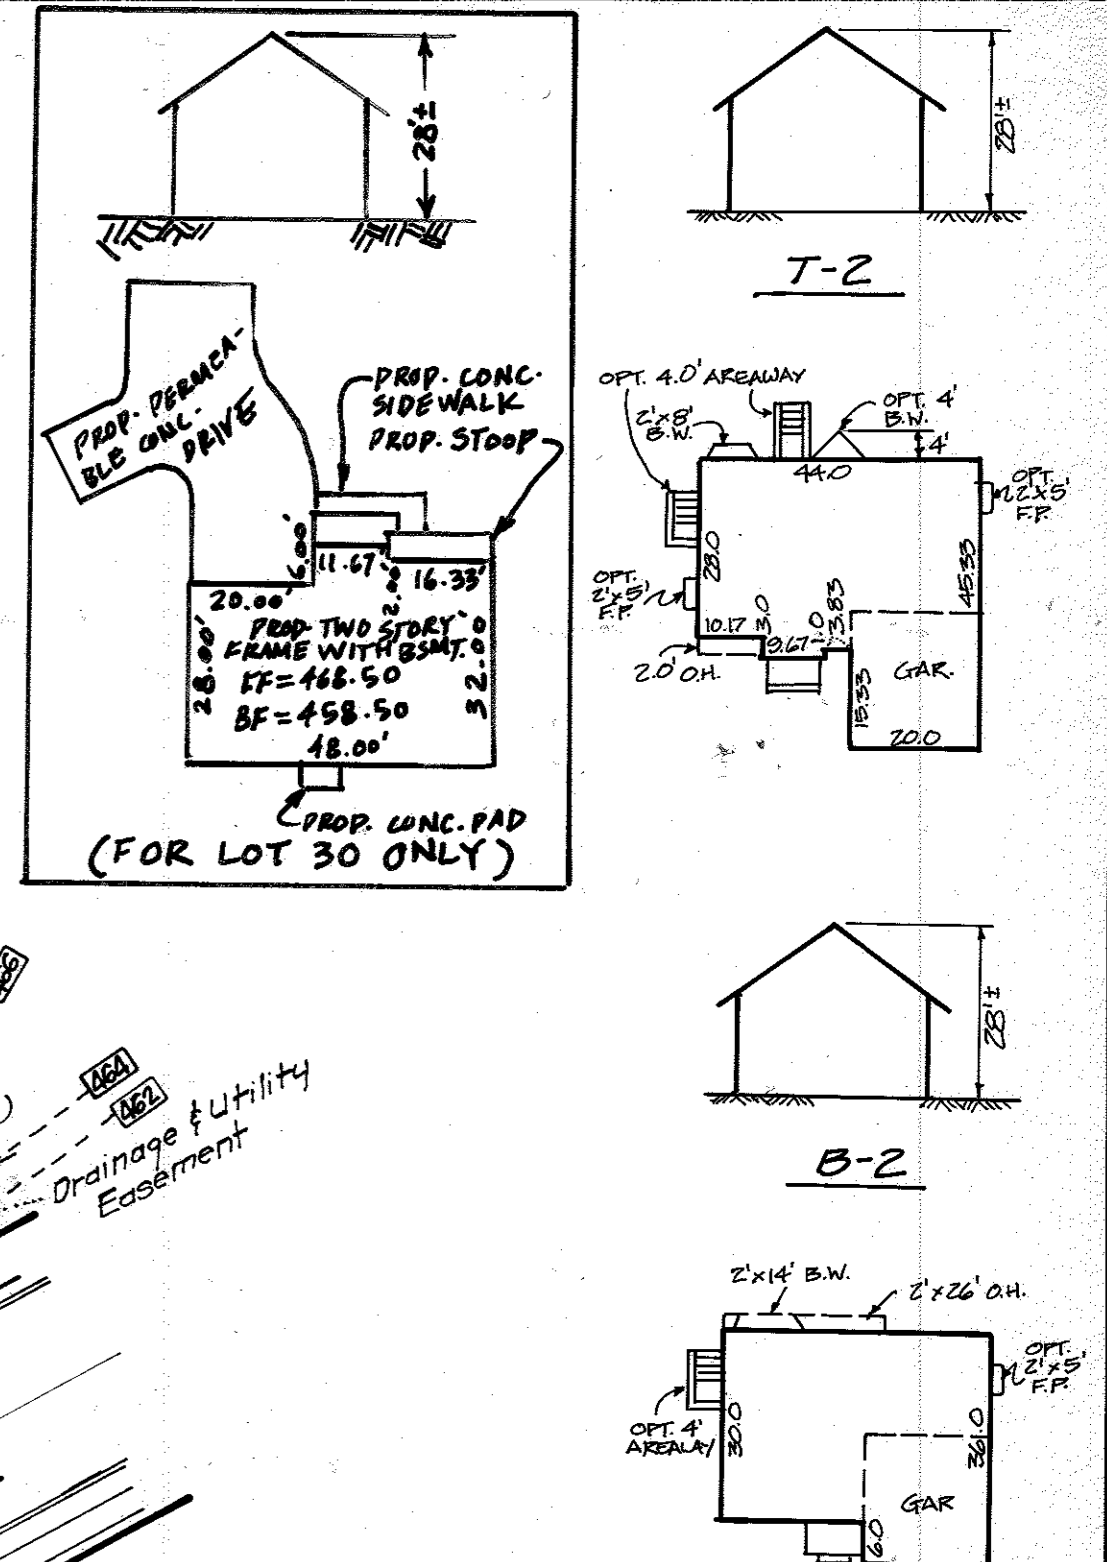 28'±
PROP. PERMEA-
BLE CONC.
DRIVE
PROP. CONC.
SIDEWALK
PROP. STOOP
6.00'
11.67'
2.00'
16.33'
20.00'
28.00'
PROP. TWO STORY
FRAME WITH BSMT.
FF=468.50
BF=458.50
32.00'
48.00'
PROP. CONC. PAD
(FOR LOT 30 ONLY)
28'±
T-2
OPT. 4.0' AREAWAY
2'x8'
B.W.
OPT. 4'
B.W.
4'
44.0
OPT.
2'x5'
F.P.
28.0
45.33
OPT.
2'x5'
F.P.
10.17
3.0
9.67
3.83
2.0' O.H.
GAR.
15.33
20.0
466
464
462
Drainage & Utility
Easement
28'±
B-2
2'x14' B.W.
2'x26' O.H.
OPT.
2'x5'
F.P.
OPT. 4'
AREALAY
30.0
36.0
GAR
6.0